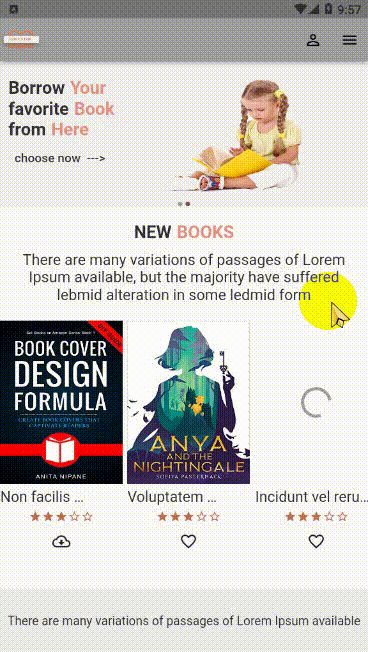 9:57
Borrow Your
favorite Book
from Here
choose now --->
NEW BOOKS
There are many variations of passages of Lorem
Ipsum available, but the majority have suffered
lebmid alteration in some ledmid form
BOOK COVER
DESIGN
FORMULA
CREATE BOOK COVERS THAT
CAPTIVATE READERS
ANITA NIPANE
ANYA
AND THE
NIGHTINGALE
SOFIYA PASTERNACK
Non facilis ...
Voluptatem ...
Incidunt vel reru...
There are many variations of passages of Lorem Ipsum available